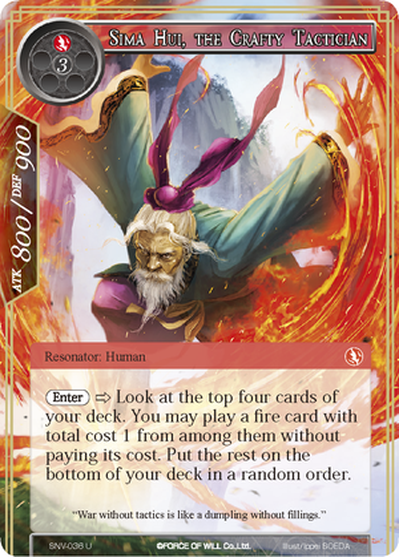 Sima Hui, the Crafty Tactician
3
ATK 800/DEF 900
Resonator: Human
Enter ⇨ Look at the top four cards of
your deck. You may play a fire card with
total cost 1 from among them without
paying its cost. Put the rest on the
bottom of your deck in a random order.
"War without tactics is like a dumpling without fillings."
SNV-036 U ©FORCE OF WILL Co.,Ltd. Illust/ippei SOEDA